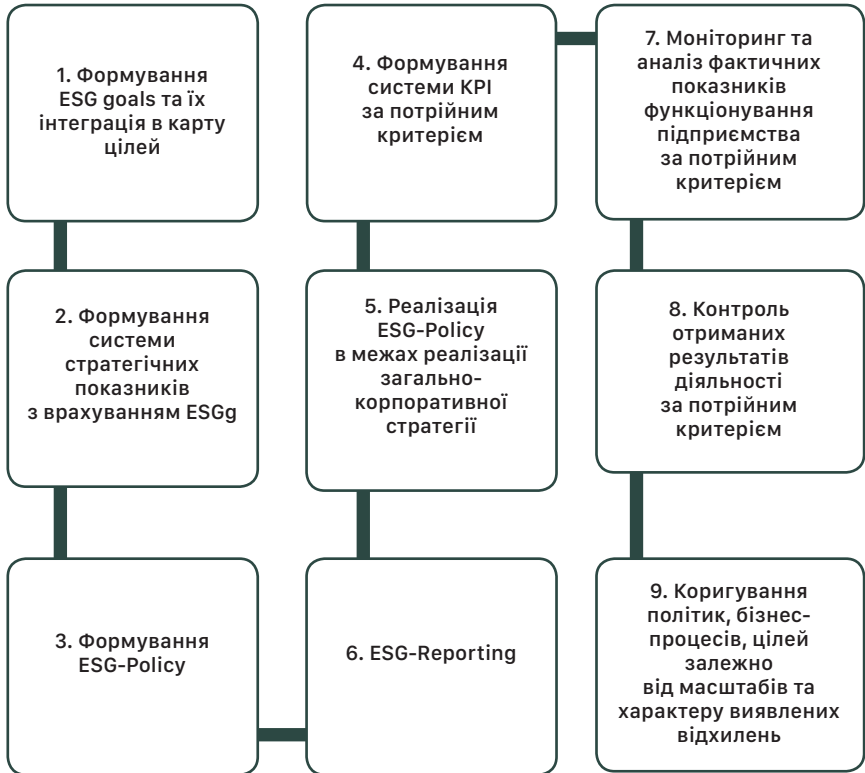 1. Формування
ESG goals та їх
інтеграція в карту
цілей
2. Формування
системи
стратегічних
показників
з врахуванням ESGg
3. Формування
ESG-Policy
4. Формування
системи KPI
за потрійним
критерієм
5. Реалізація
ESG-Policy
в межах реалізації
загально-
корпоративної
стратегії
6. ESG-Reporting
7. Моніторинг та
аналіз фактичних
показників
функціонування
підприємства
за потрійним
критерієм
8. Контроль
отриманих
результатів
діяльності
за потрійним
критерієм
9. Коригування
політик, бізнес-
процесів, цілей
залежно
від масштабів та
характеру виявлених
відхилень